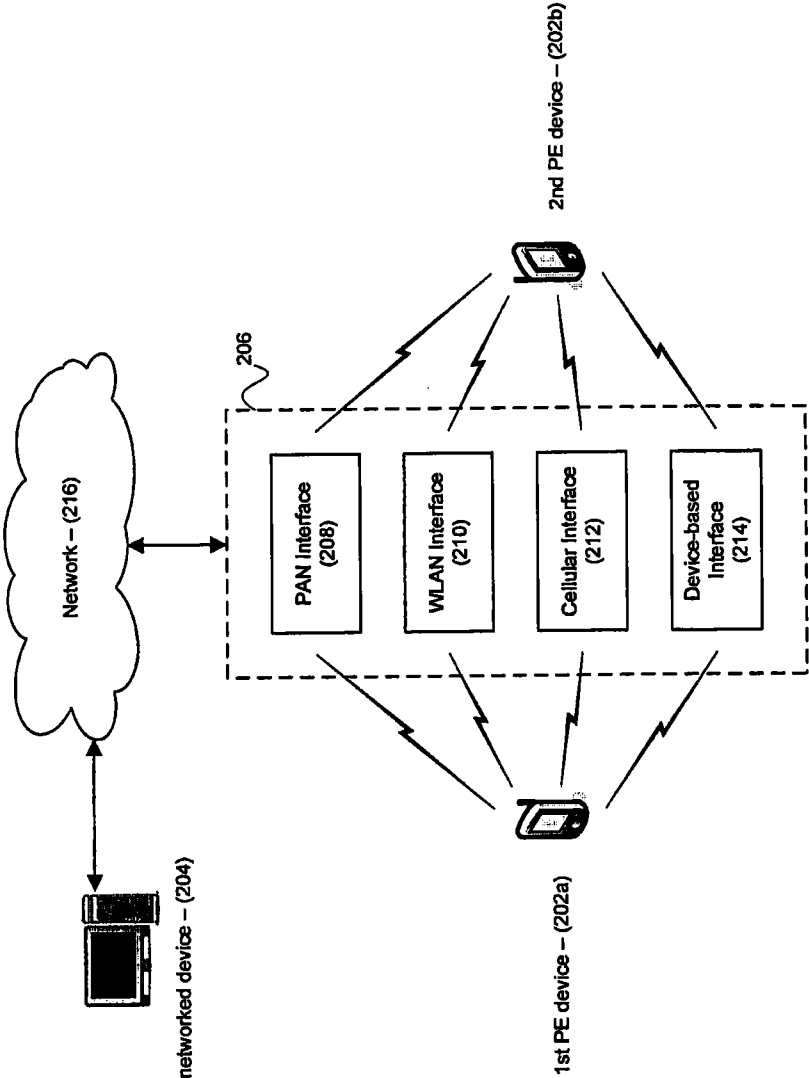 networked device – (204)
Network – (216)
206
PAN Interface
(208)
WLAN Interface
(210)
Cellular Interface
(212)
Device-based
Interface
(214)
1st PE device – (202a)
2nd PE device – (202b)